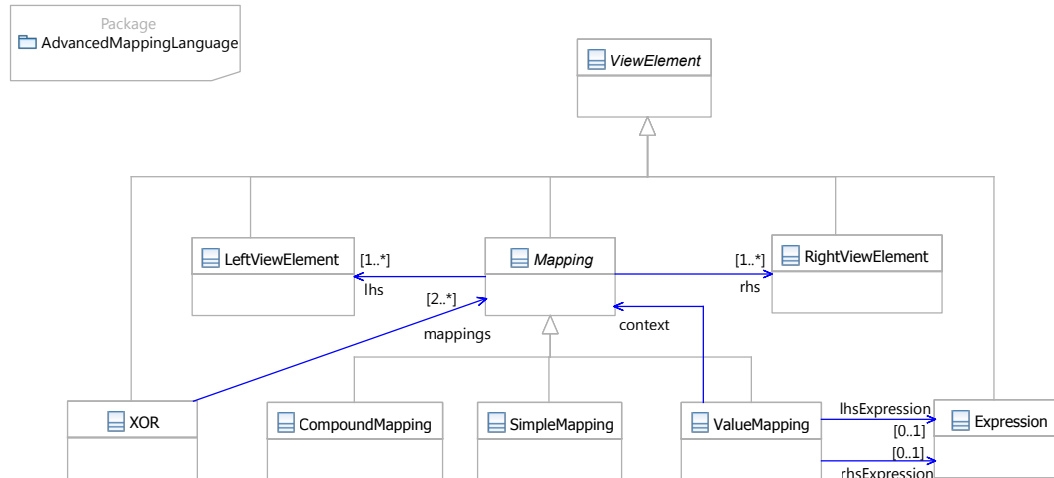 Package
AdvancedMappingLanguage
ViewElement
LeftViewElement
Mapping
RightViewElement
[1..*]
lhs
[1..*]
rhs
[2..*]
mappings
context
XOR
CompoundMapping
SimpleMapping
ValueMapping
Expression
lhsExpression
[0..1]
[0..1]
rhsExpression